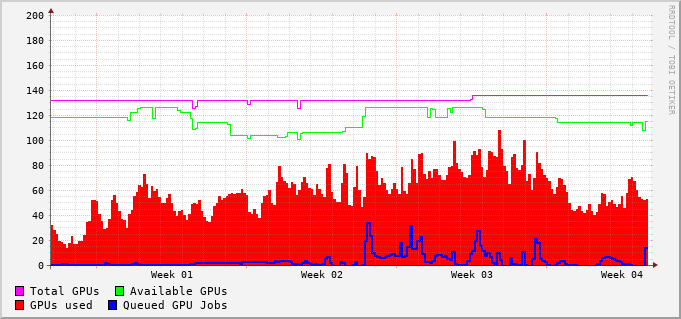 200
180
160
140
120
100
80
60
40
20
0
Week 01 Week 02 Week 03 Week 04
Total GPUs Available GPUs
GPUs used Queued GPU Jobs
RRDTOOL / TOBI OETIKER